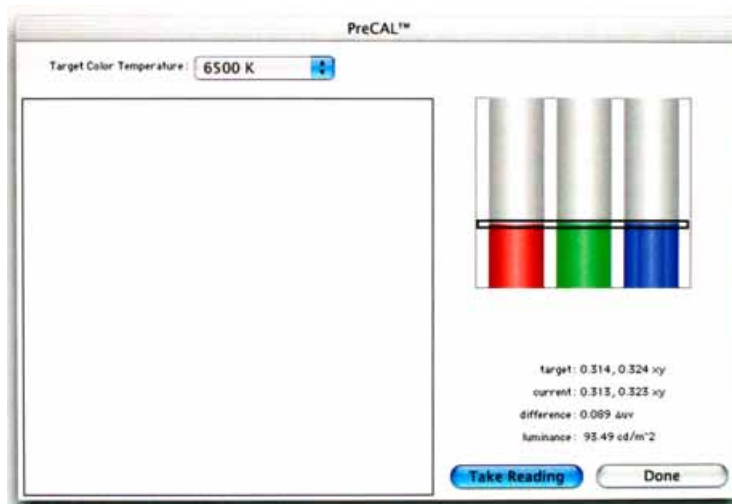 PreCAL™
Target Color Temperature: 6500 K
target: 0.314, 0.324 xy
current: 0.313, 0.323 xy
difference: 0.089 Δuv
luminance: 93.49 cd/m^2
Take Reading
Done